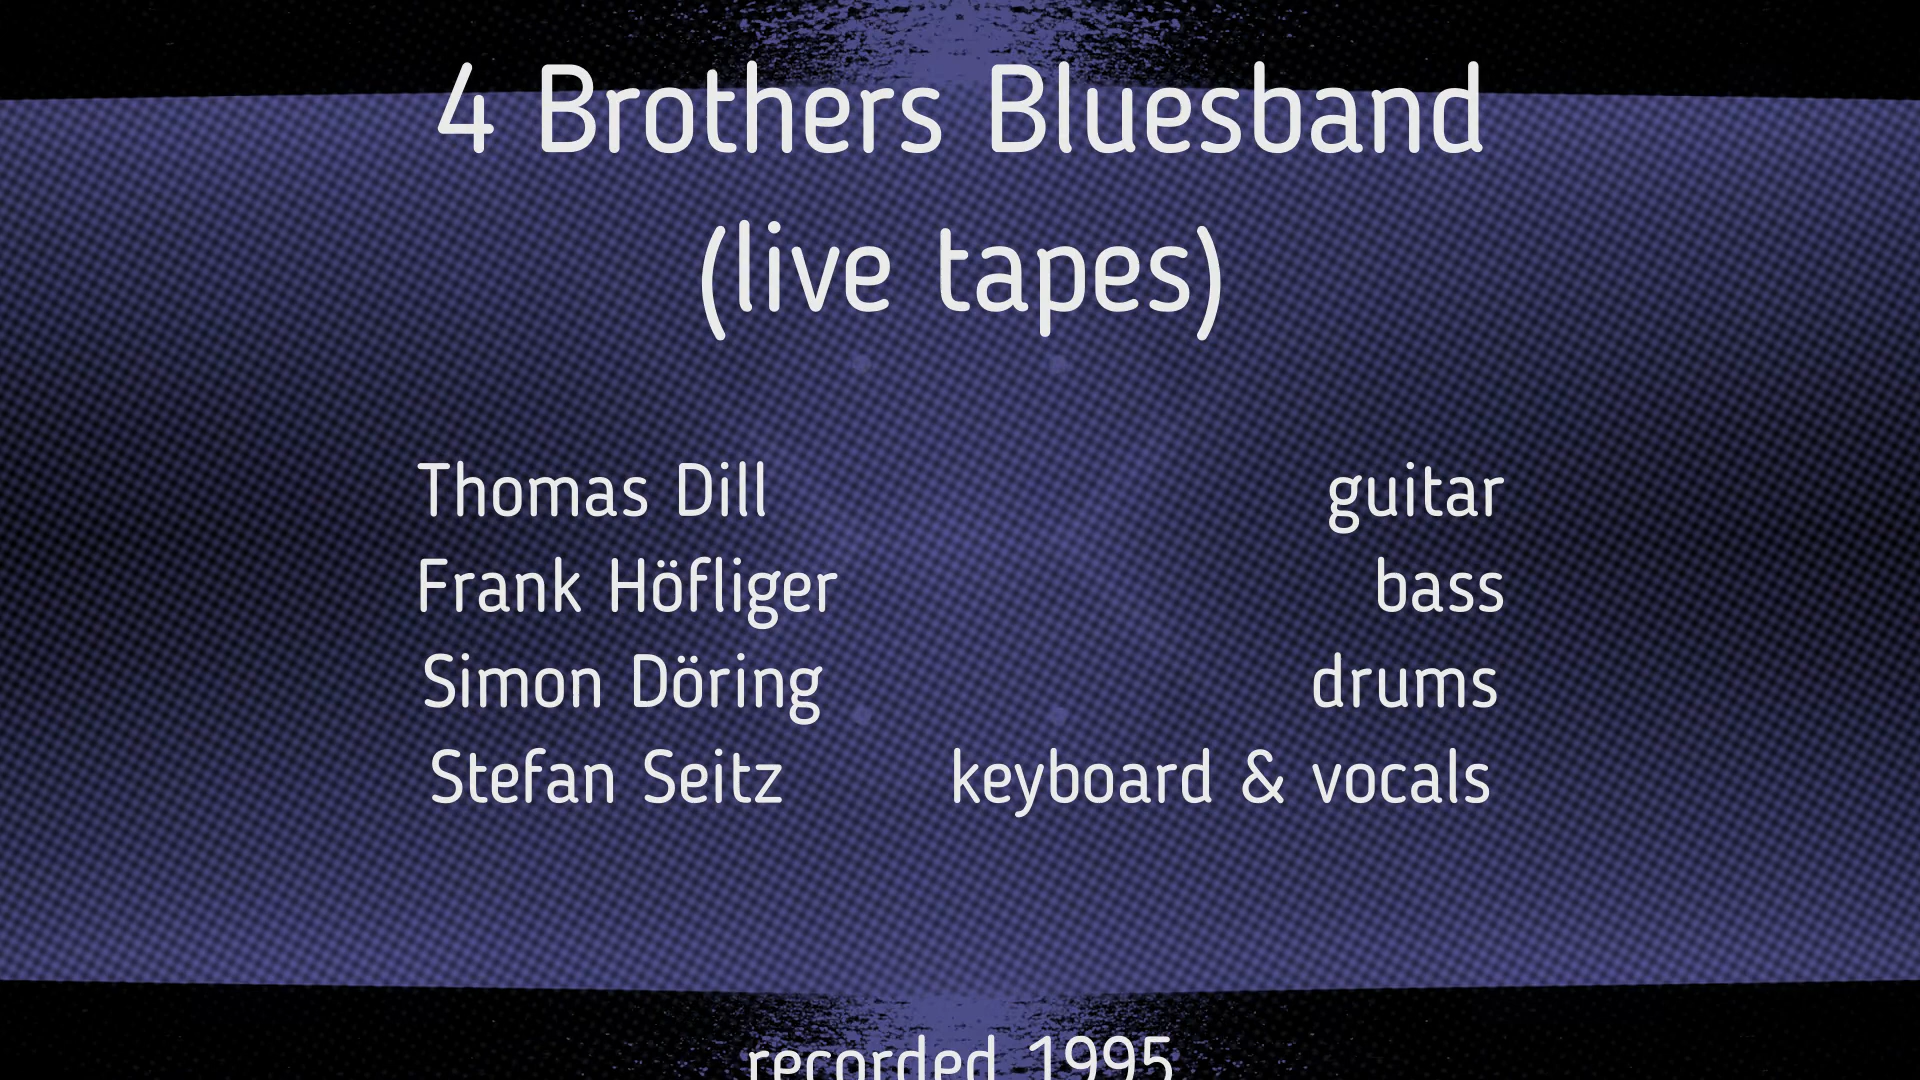 4 Brothers Bluesband
(live tapes)
Thomas Dill guitar
Frank Höfliger bass
Simon Döring drums
Stefan Seitz keyboard & vocals
recorded 1995